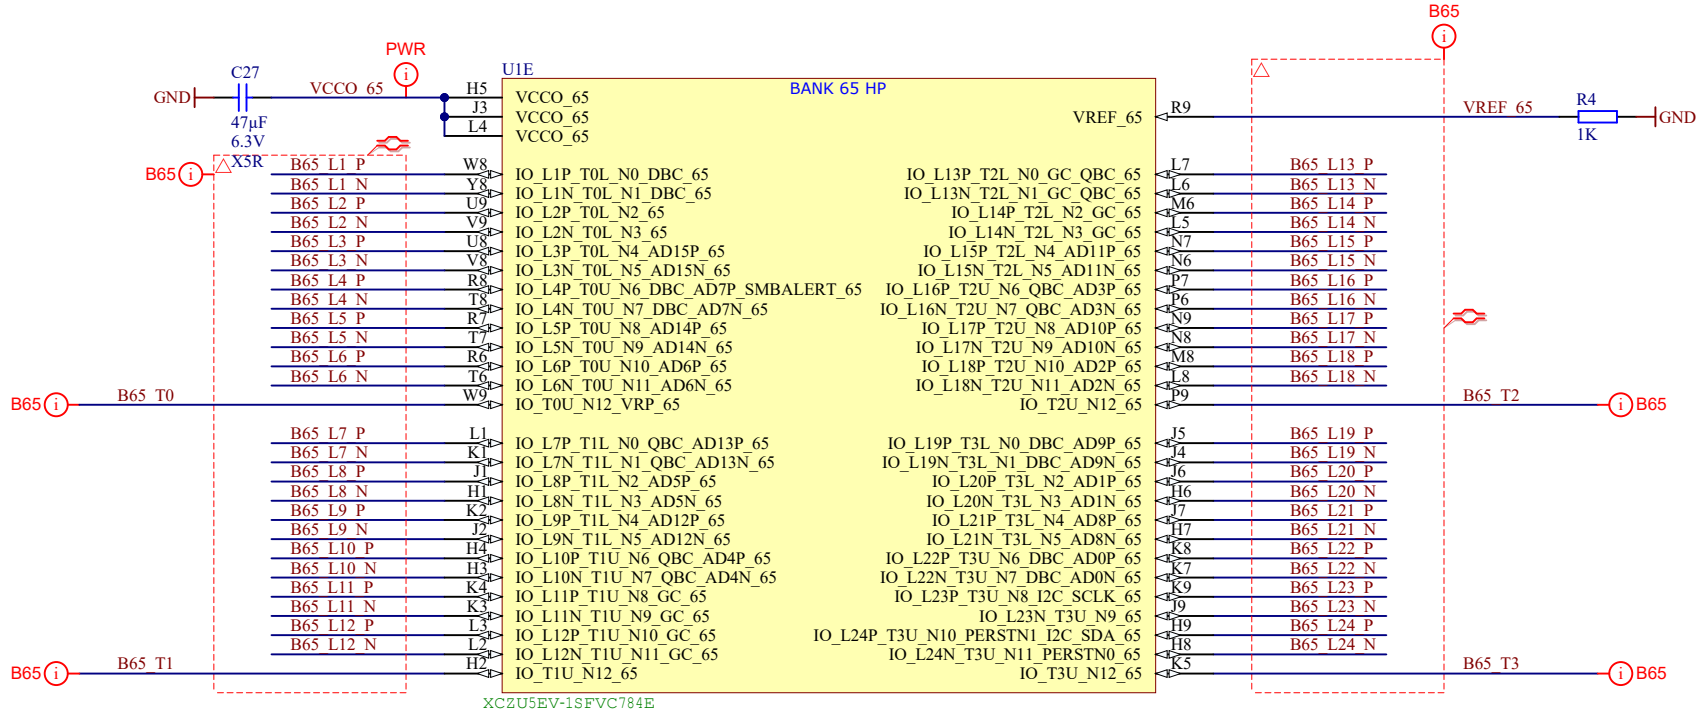 B65
PWR
U1E
C27
GND
VCCO_65
47µF
6.3V
X5R
BANK 65 HP
H5 VCCO_65
J3 VCCO_65
L4 VCCO_65
VREF_65 R9 VREF_65
R4
1K
GND
B65
B65_L1_P W8 IO_L1P_T0L_N0_DBC_65
B65_L1_N Y8 IO_L1N_T0L_N1_DBC_65
B65_L2_P U9 IO_L2P_T0L_N2_65
B65_L2_N V9 IO_L2N_T0L_N3_65
B65_L3_P U8 IO_L3P_T0L_N4_AD15P_65
B65_L3_N V8 IO_L3N_T0L_N5_AD15N_65
B65_L4_P R8 IO_L4P_T0U_N6_DBC_AD7P_SMBALERT_65
B65_L4_N T8 IO_L4N_T0U_N7_DBC_AD7N_65
B65_L5_P R7 IO_L5P_T0U_N8_AD14P_65
B65_L5_N T7 IO_L5N_T0U_N9_AD14N_65
B65_L6_P R6 IO_L6P_T0U_N10_AD6P_65
B65_L6_N T6 IO_L6N_T0U_N11_AD6N_65
B65 B65_T0 W9 IO_T0U_N12_VRP_65
B65_L7_P L1 IO_L7P_T1L_N0_QBC_AD13P_65
B65_L7_N K1 IO_L7N_T1L_N1_QBC_AD13N_65
B65_L8_P J1 IO_L8P_T1L_N2_AD5P_65
B65_L8_N H1 IO_L8N_T1L_N3_AD5N_65
B65_L9_P K2 IO_L9P_T1L_N4_AD12P_65
B65_L9_N J2 IO_L9N_T1L_N5_AD12N_65
B65_L10_P H4 IO_L10P_T1U_N6_QBC_AD4P_65
B65_L10_N H3 IO_L10N_T1U_N7_QBC_AD4N_65
B65_L11_P K4 IO_L11P_T1U_N8_GC_65
B65_L11_N K3 IO_L11N_T1U_N9_GC_65
B65_L12_P L3 IO_L12P_T1U_N10_GC_65
B65_L12_N L2 IO_L12N_T1U_N11_GC_65
B65 B65_T1 H2 IO_T1U_N12_65
IO_L13P_T2L_N0_GC_QBC_65 L7 B65_L13_P
IO_L13N_T2L_N1_GC_QBC_65 L6 B65_L13_N
IO_L14P_T2L_N2_GC_65 M6 B65_L14_P
IO_L14N_T2L_N3_GC_65 L5 B65_L14_N
IO_L15P_T2L_N4_AD11P_65 N7 B65_L15_P
IO_L15N_T2L_N5_AD11N_65 N6 B65_L15_N
IO_L16P_T2U_N6_QBC_AD3P_65 P7 B65_L16_P
IO_L16N_T2U_N7_QBC_AD3N_65 P6 B65_L16_N
IO_L17P_T2U_N8_AD10P_65 N9 B65_L17_P
IO_L17N_T2U_N9_AD10N_65 N8 B65_L17_N
IO_L18P_T2U_N10_AD2P_65 M8 B65_L18_P
IO_L18N_T2U_N11_AD2N_65 L8 B65_L18_N
IO_T2U_N12_65 P9 B65_T2 B65
IO_L19P_T3L_N0_DBC_AD9P_65 J5 B65_L19_P
IO_L19N_T3L_N1_DBC_AD9N_65 J4 B65_L19_N
IO_L20P_T3L_N2_AD1P_65 J6 B65_L20_P
IO_L20N_T3L_N3_AD1N_65 H6 B65_L20_N
IO_L21P_T3L_N4_AD8P_65 J7 B65_L21_P
IO_L21N_T3L_N5_AD8N_65 H7 B65_L21_N
IO_L22P_T3U_N6_DBC_AD0P_65 K8 B65_L22_P
IO_L22N_T3U_N7_DBC_AD0N_65 K7 B65_L22_N
IO_L23P_T3U_N8_I2C_SCLK_65 K9 B65_L23_P
IO_L23N_T3U_N9_65 J9 B65_L23_N
IO_L24P_T3U_N10_PERSTN1_I2C_SDA_65 H9 B65_L24_P
IO_L24N_T3U_N11_PERSTN0_65 H8 B65_L24_N
IO_T3U_N12_65 K5 B65_T3 B65
XCZU5EV-1SFVC784E